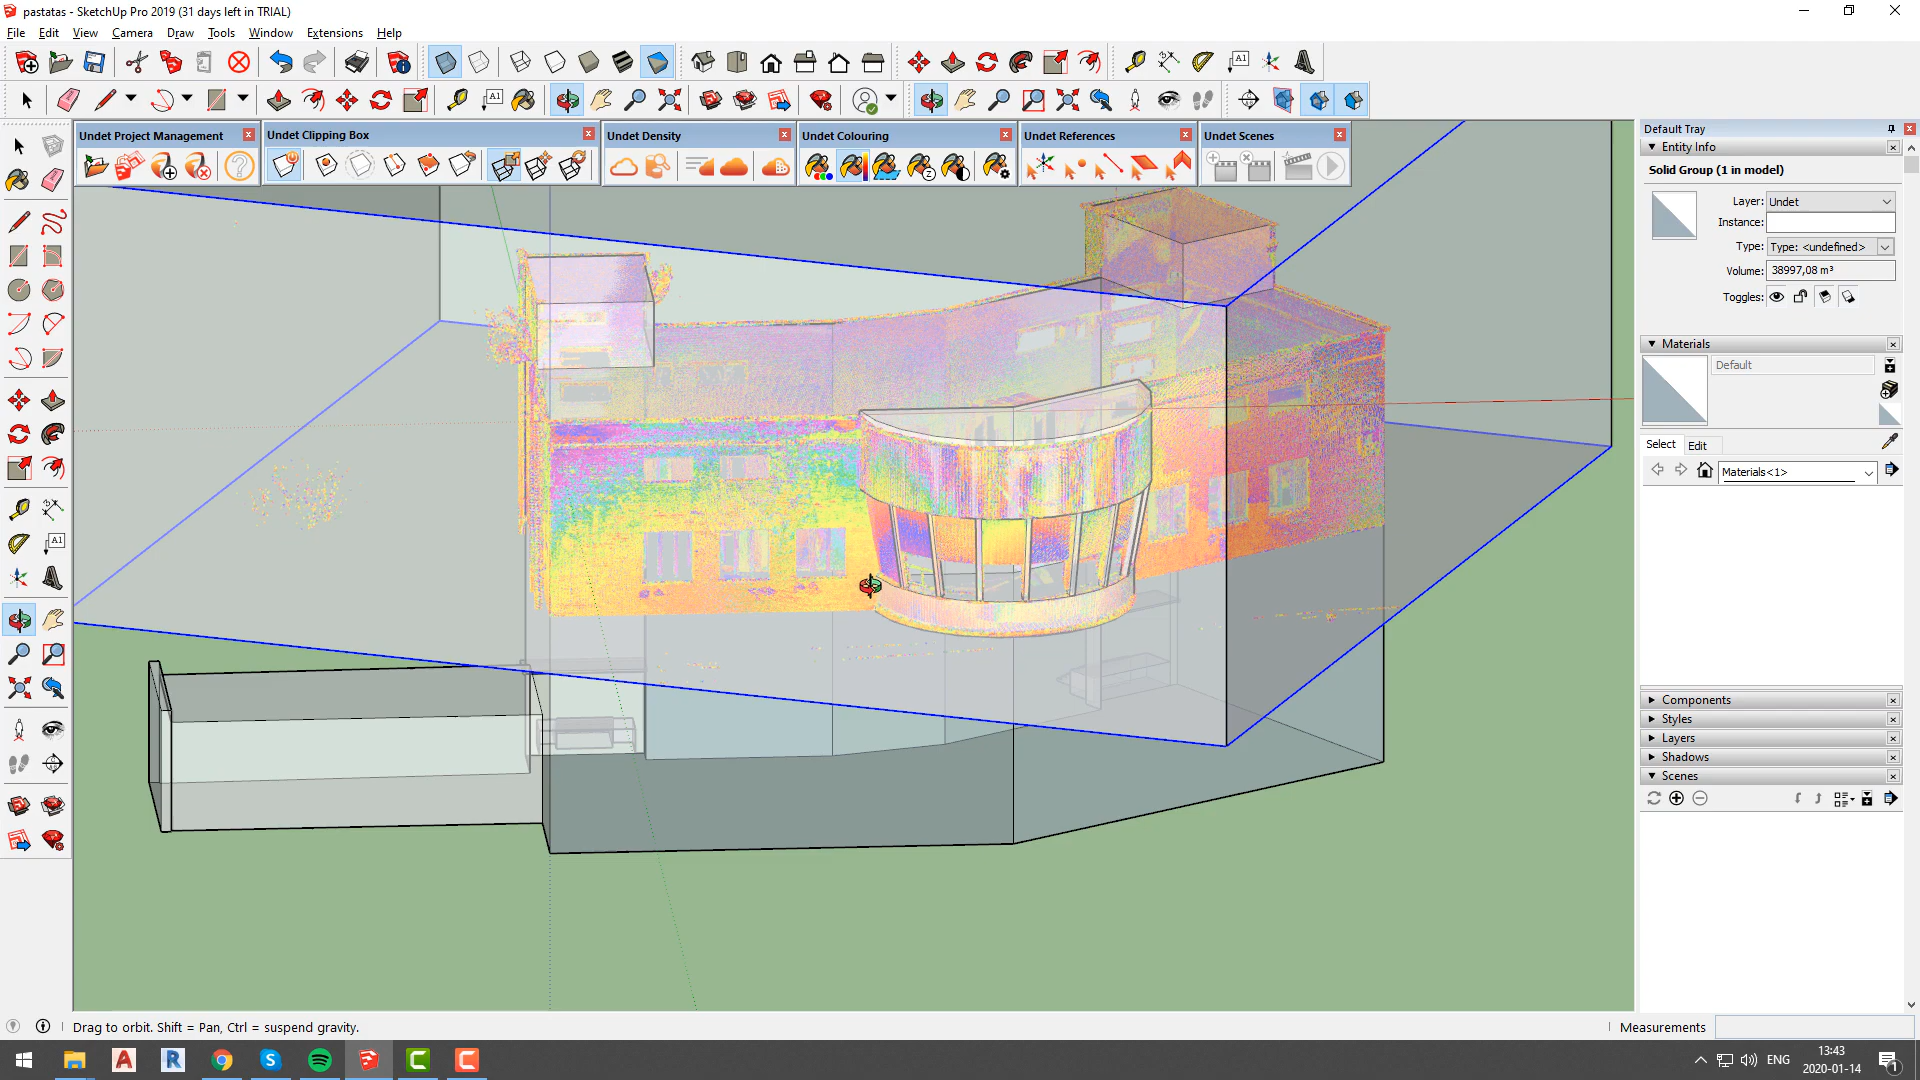 pastatas - SketchUp Pro 2019 (31 days left in TRIAL)
File Edit View Camera Draw Tools Window Extensions Help
Undet Project Management
Undet Clipping Box
Undet Density
Undet Colouring
Undet References
Undet Scenes
Default Tray
Entity Info
Solid Group (1 in model)
Layer: Undet
Instance:
Type: Type: <undefined>
Volume: 38997,08 m³
Toggles:
Materials
Default
Select Edit
Materials<1>
Components
Styles
Layers
Shadows
Scenes
Drag to orbit. Shift = Pan, Ctrl = suspend gravity.
Measurements
ENG
13:43
2020-01-14
1